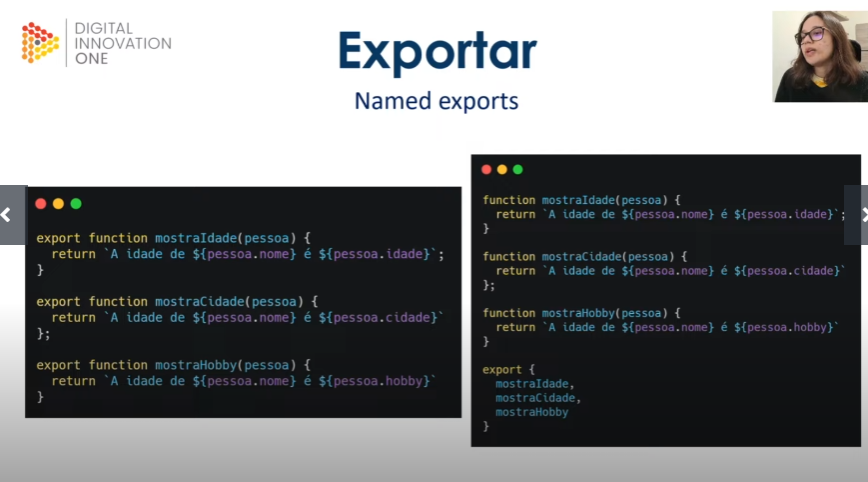 DIGITAL
INNOVATION
ONE
Exportar
Named exports
export function mostraIdade(pessoa) {
return `A idade de ${pessoa.nome} é ${pessoa.idade}`;
}
export function mostraCidade(pessoa) {
return `A idade de ${pessoa.nome} é ${pessoa.cidade}`
};
export function mostraHobby(pessoa) {
return `A idade de ${pessoa.nome} é ${pessoa.hobby}`
}
function mostraIdade(pessoa) {
return `A idade de ${pessoa.nome} é ${pessoa.idade}`;
}
function mostraCidade(pessoa) {
return `A idade de ${pessoa.nome} é ${pessoa.cidade}`
};
function mostraHobby(pessoa) {
return `A idade de ${pessoa.nome} é ${pessoa.hobby}`
}
export {
mostraIdade,
mostraCidade,
mostraHobby
}